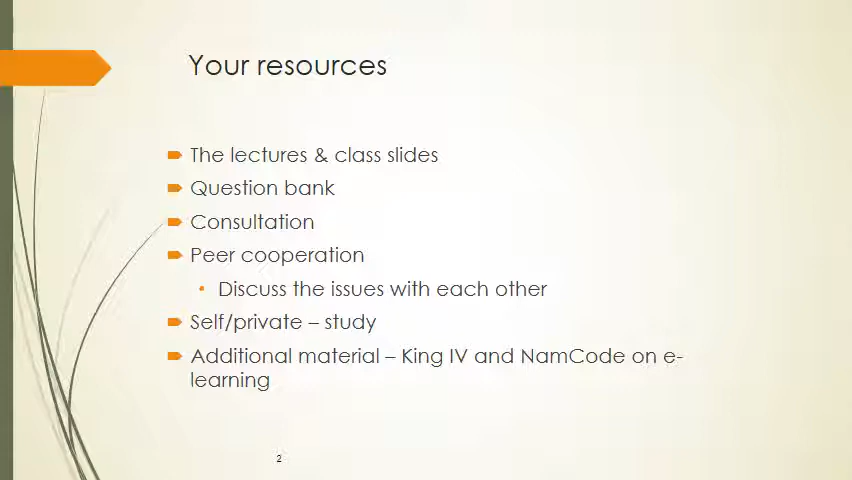 Your resources
The lectures & class slides
Question bank
Consultation
Peer cooperation
Discuss the issues with each other
Self/private – study
Additional material – King IV and NamCode on e-
learning
2